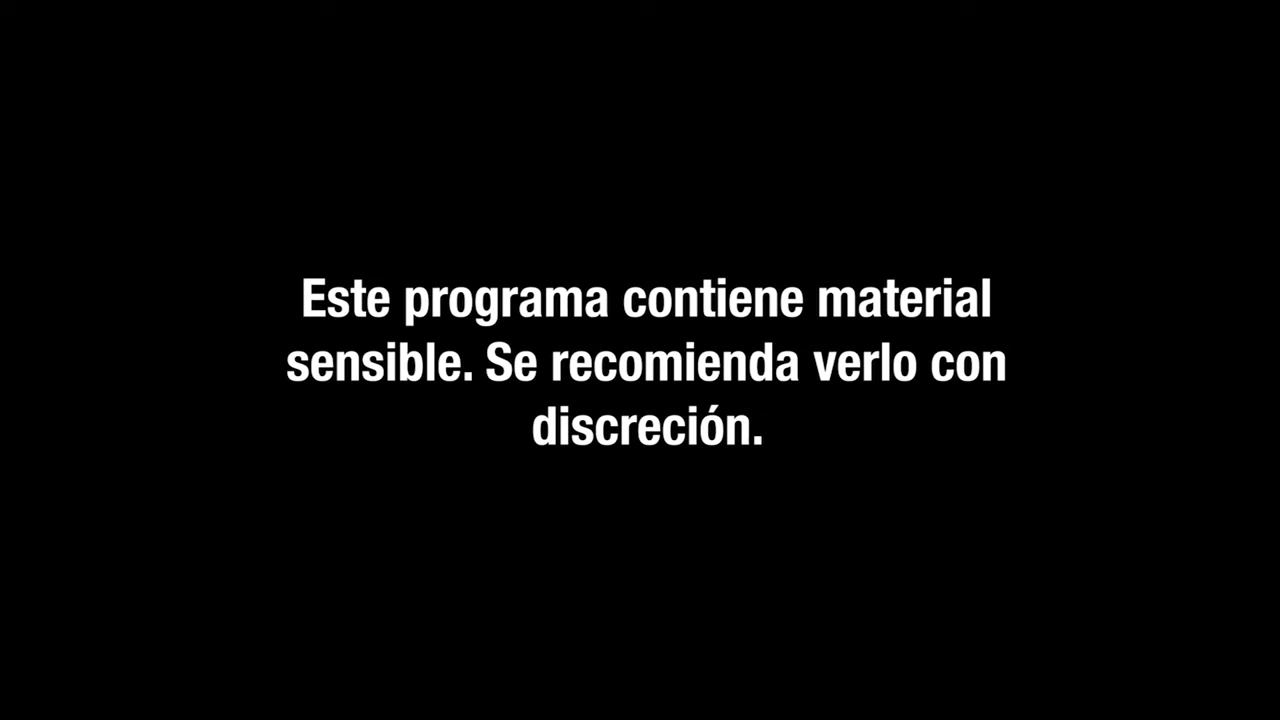 Este programa contiene material
sensible. Se recomienda verlo con
discreción.